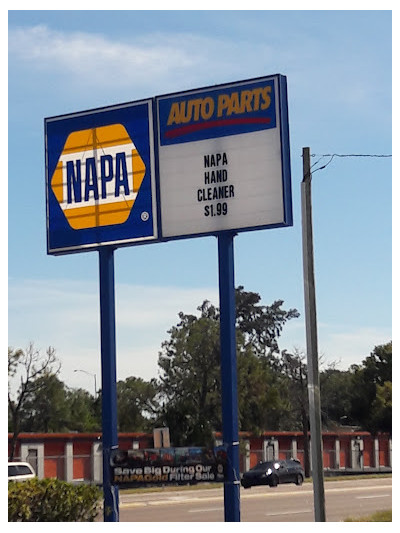 NAPA
®
AUTO PARTS
NAPA
HAND
CLEANER
$1.99
Save Big During Our
NAPAGold Filter Sale